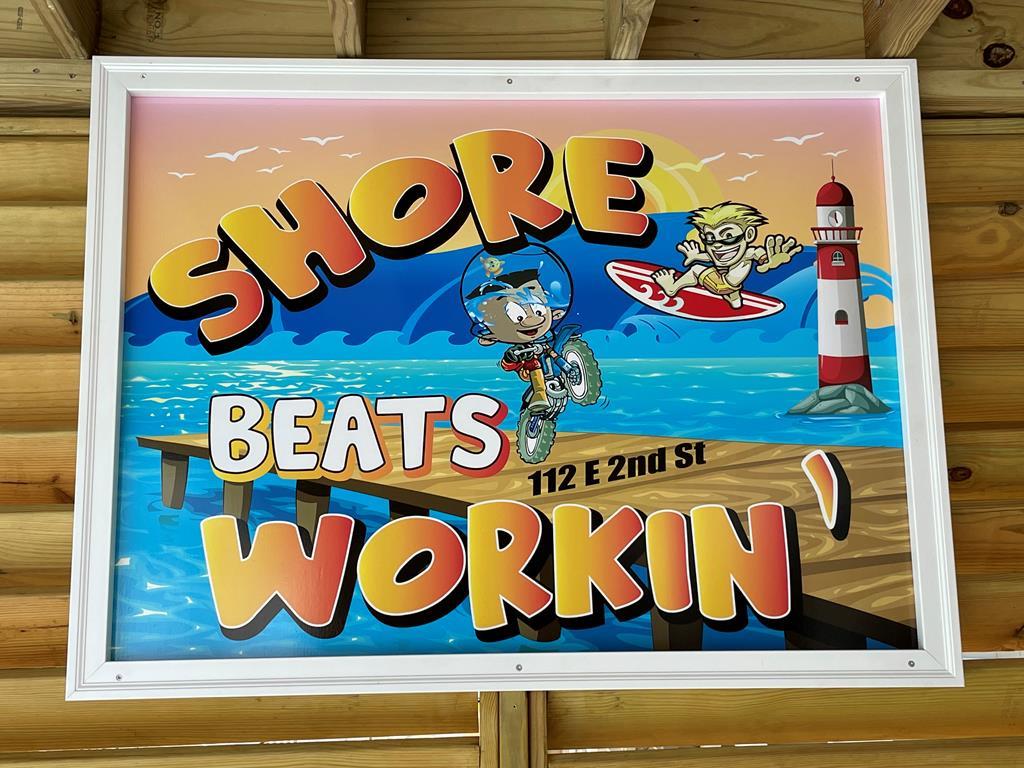 SHORE
BEATS
112 E 2nd St
WORKIN'